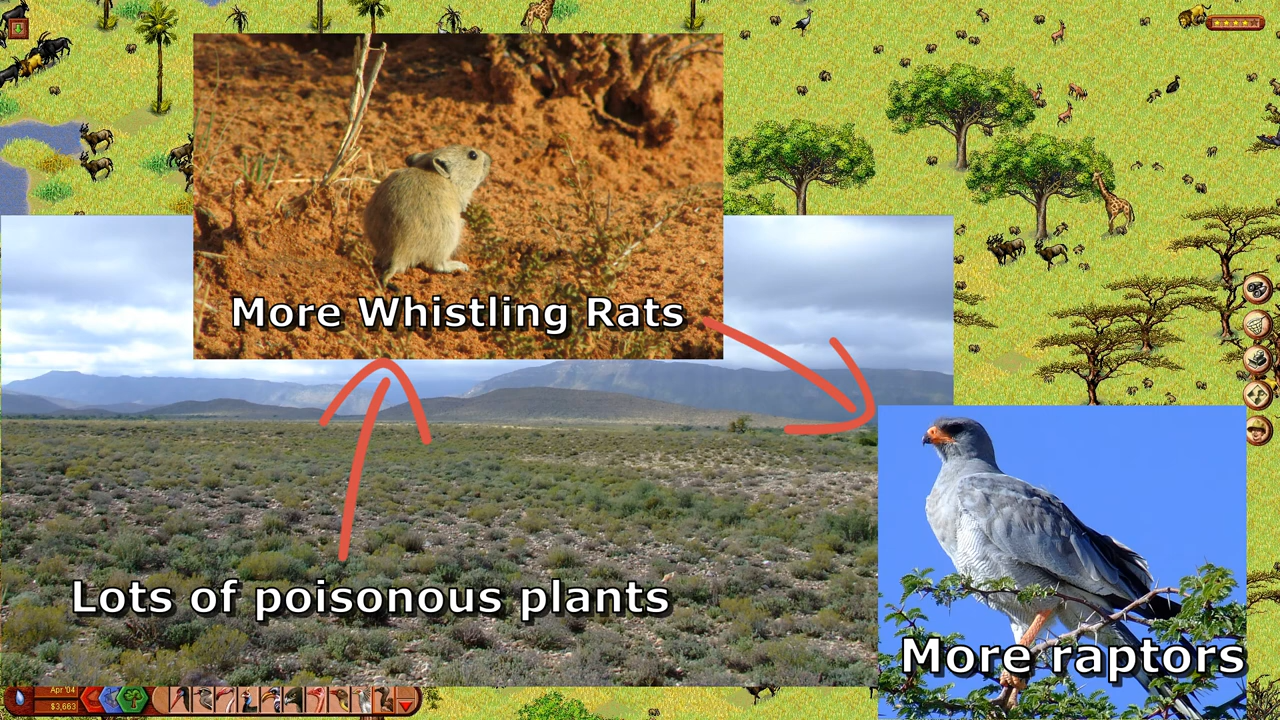 More Whistling Rats
Lots of poisonous plants
More raptors
Apr '04
$3,663